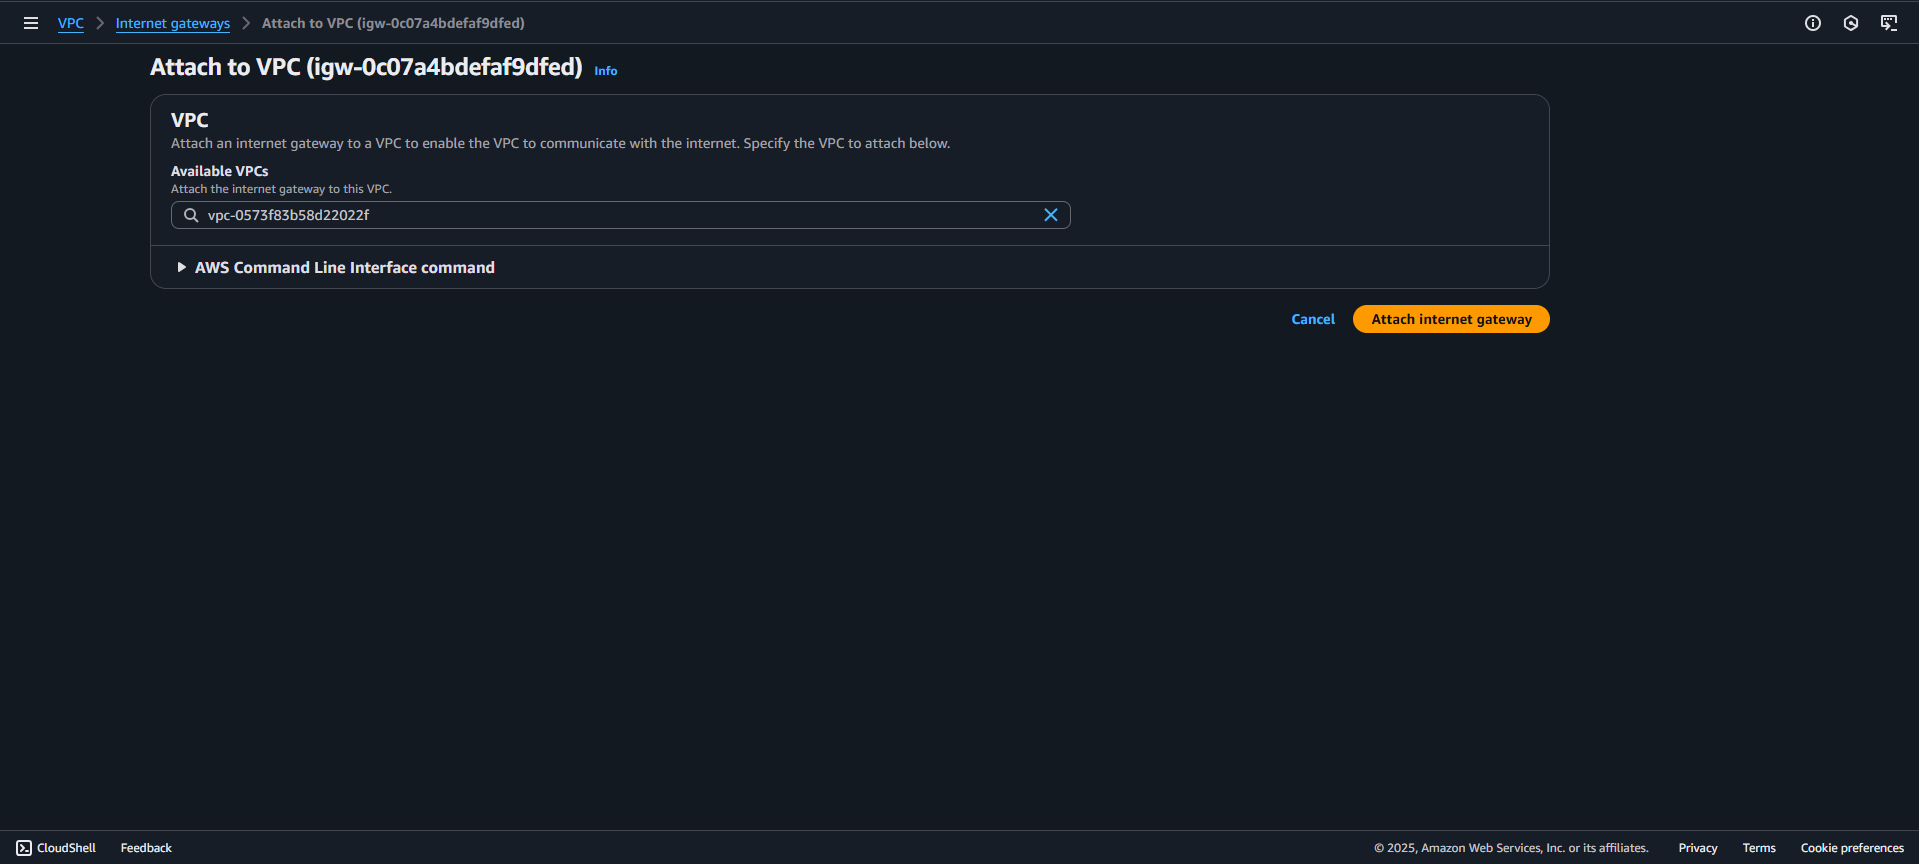 VPC > Internet gateways > Attach to VPC (igw-0c07a4bdefaf9dfed)
Attach to VPC (igw-0c07a4bdefaf9dfed) Info
VPC
Attach an internet gateway to a VPC to enable the VPC to communicate with the internet. Specify the VPC to attach below.
Available VPCs
Attach the internet gateway to this VPC.
vpc-0573f83b58d22022f
AWS Command Line Interface command
Cancel Attach internet gateway
CloudShell Feedback © 2025, Amazon Web Services, Inc. or its affiliates. Privacy Terms Cookie preferences